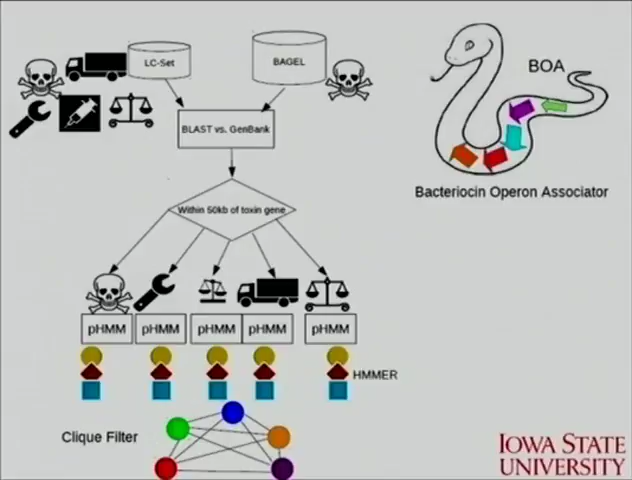 LC-Set
BAGEL
BOA
BLAST vs. GenBank
Bacteriocin Operon Associator
Within 50kb of toxin gene
pHMM
pHMM
pHMM
pHMM
pHMM
HMMER
Clique Filter
IOWA STATE
UNIVERSITY